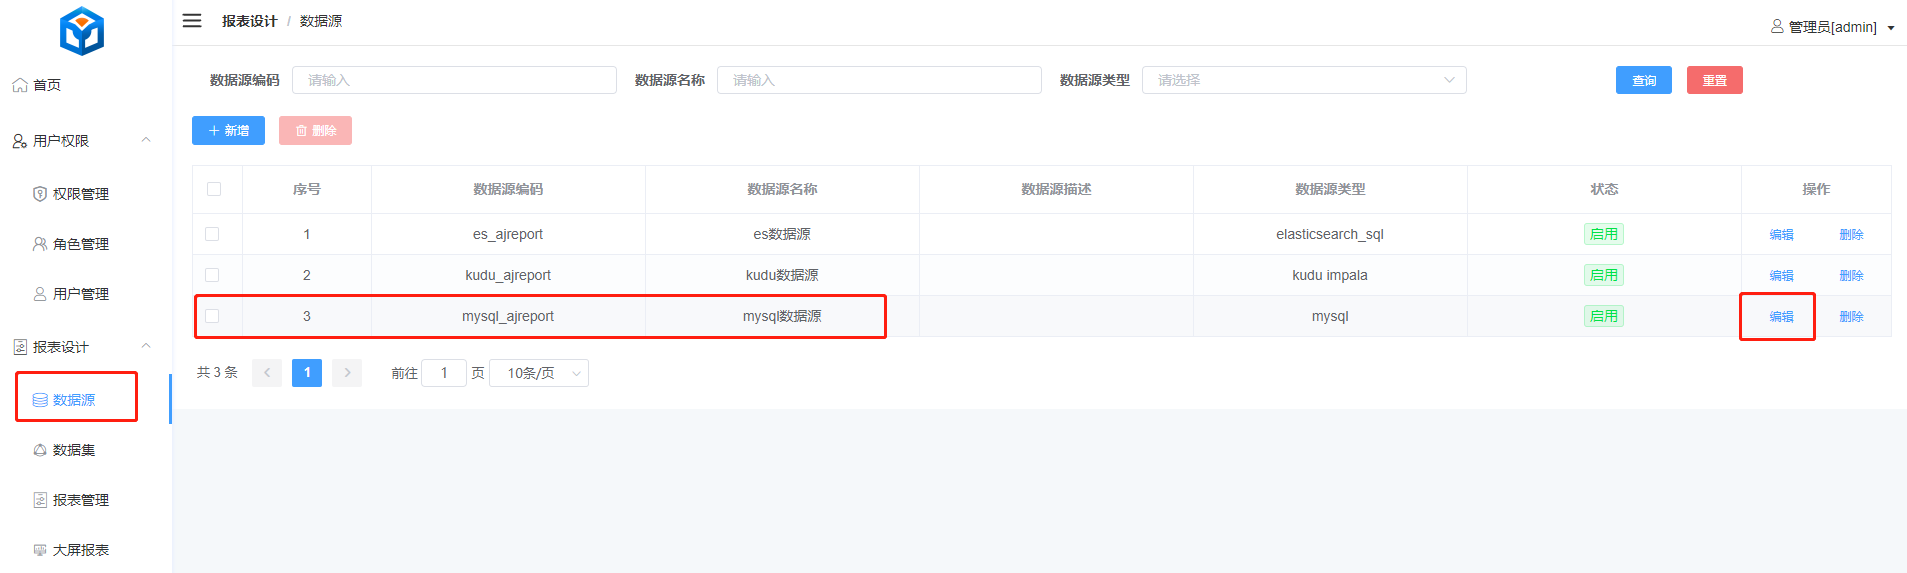 报表设计 / 数据源
管理员[admin]
首页
用户权限
权限管理
角色管理
用户管理
报表设计
数据源
数据集
报表管理
大屏报表
数据源编码 请输入 数据源名称 请输入 数据源类型 请选择 查询 重置
新增 删除
序号 数据源编码 数据源名称 数据源描述 数据源类型 状态 操作
1 es_ajreport es数据源 elasticsearch_sql 启用 编辑 删除
2 kudu_ajreport kudu数据源 kudu impala 启用 编辑 删除
3 mysql_ajreport mysql数据源 mysql 启用 编辑 删除
共 3 条 1 前往 1 页 10条/页